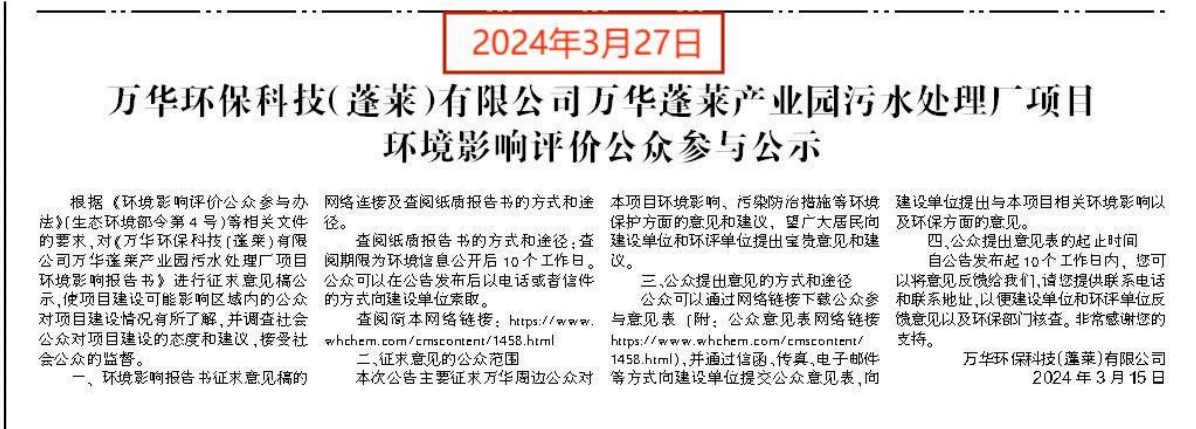 2024年3月27日
万华环保科技(蓬莱)有限公司万华蓬莱产业园污水处理厂项目
环境影响评价公众参与公示
根据《环境影响评价公众参与办
法》(生态环境部令第4号)等相关文件
的要求,对《万华环保科技(蓬莱)有限
公司万华蓬莱产业园污水处理厂项目
环境影响报告书》进行征求意见稿公
示,使项目建设可能影响区域内的公众
对项目建设情况有所了解,并调查社会
公众对项目建设的态度和建议,接受社
会公众的监督。
一、环境影响报告书征求意见稿的
网络连接及查阅纸质报告书的方式和途
径。
查阅纸质报告书的方式和途径:查
阅期限为环境信息公开后10个工作日。
公众可以在公告发布后以电话或者信件
的方式向建设单位索取。
查阅简本网络链接:https://www.
whchem.com/cmscontent/1458.html
二、征求意见的公众范围
本次公告主要征求万华周边公众对
本项目环境影响、污染防治措施等环境
保护方面的意见和建议,望广大居民向
建设单位和环评单位提出宝贵意见和建
议。
三、公众提出意见的方式和途径
公众可以通过网络链接下载公众参
与意见表(附:公众意见表网络链接
https://www.whchem.com/cmscontent/
1458.html),并通过信函、传真、电子邮件
等方式向建设单位提交公众意见表,向
建设单位提出与本项目相关环境影响以
及环保方面的意见。
四、公众提出意见表的起止时间
自公告发布起10个工作日内,您可
以将意见反馈给我们,请您提供联系电话
和联系地址,以便建设单位和环评单位反
馈意见以及环保部门核查。非常感谢您的
支持。
万华环保科技(蓬莱)有限公司
2024年3月15日